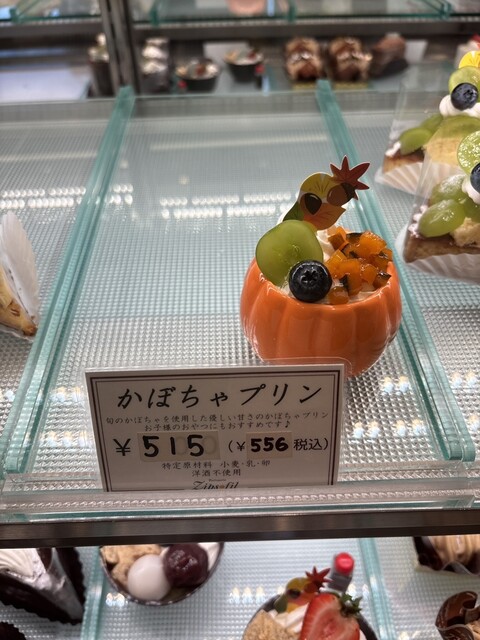 かぼちゃプリン
旬のかぼちゃを使用した優しい甘さのかぼちゃプリン
お子様のおやつにもおすすめです♪
¥515 (¥556税込)
特定原材料 小麦・乳・卵
洋酒不使用